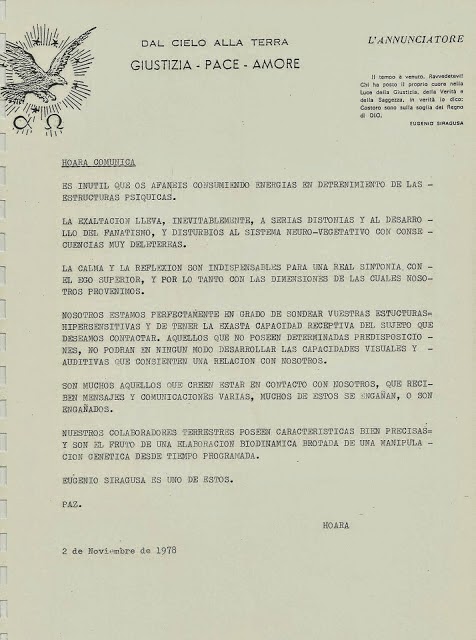 DAL CIELO ALLA TERRA
GIUSTIZIA - PACE - AMORE
L'ANNUNCIATORE
Il tempo è venuto. Ravvedetevi!
Chi ha posto il proprio cuore nella
Luce della Giustizia, della Verità e
della Saggezza, in verità io dico:
Costoro sono sulla soglia del Regno
di DIO.
EUGENIO SIRAGUSA
HOARA COMUNICA
ES INUTIL QUE OS AFANEIS CONSUMIENDO ENERGIAS EN DETRENIMIENTO DE LAS -
ESTRUCTURAS PSIQUICAS.
LA EXALTACION LLEVA, INEVITABLEMENTE, A SERIAS DISTONIAS Y AL DESARRO-
LLO DEL FANATISMO, Y DISTURBIOS AL SISTEMA NEURO-VEGETATIVO CON CONSE-
CUENCIAS MUY DELETEREAS.
LA CALMA Y LA REFLEXION SON INDISPENSABLES PARA UNA REAL SINTONIA CON -
EL EGO SUPERIOR, Y POR LO TANTO CON LAS DIMENSIONES DE LAS CUALES NOSO-
TROS PROVENIMOS.
NOSOTROS ESTAMOS PERFECTAMENTE EN GRADO DE SONDEAR VUESTRAS ESTUCTURAS-
HIPERSENSITIVAS Y DE TENER LA EXASTA CAPACIDAD RECEPTIVA DEL SUJETO QUE
DESEAMOS CONTACTAR. AQUELLOS QUE NO POSEEN DETERMINADAS PREDISPOSICIO-
NES, NO PODRAN EN NINGUN MODO DESARROLLAR LAS CAPACIDADES VISUALES Y -
AUDITIVAS QUE CONSIENTEN UNA RELACION CON NOSOTROS.
SON MUCHOS AQUELLOS QUE CREEN ESTAR EN CONTACTO CON NOSOTROS, QUE RECI-
BEN MENSAJES Y COMUNICACIONES VARIAS, MUCHOS DE ESTOS SE ENGAÑAN, O SON
ENGAÑADOS.
NUESTROS COLABORADORES TERRESTRES POSEEN CARACTERISTICAS BIEN PRECISAS-
Y SON EL FRUTO DE UNA ELABORACION BIODINAMICA BROTADA DE UNA MANIPULA-
CION GENETICA DESDE TIEMPO PROGRAMADA.
EUGENIO SIRAGUSA ES UNO DE ESTOS.
PAZ.
HOARA
2 de Noviembre de 1978